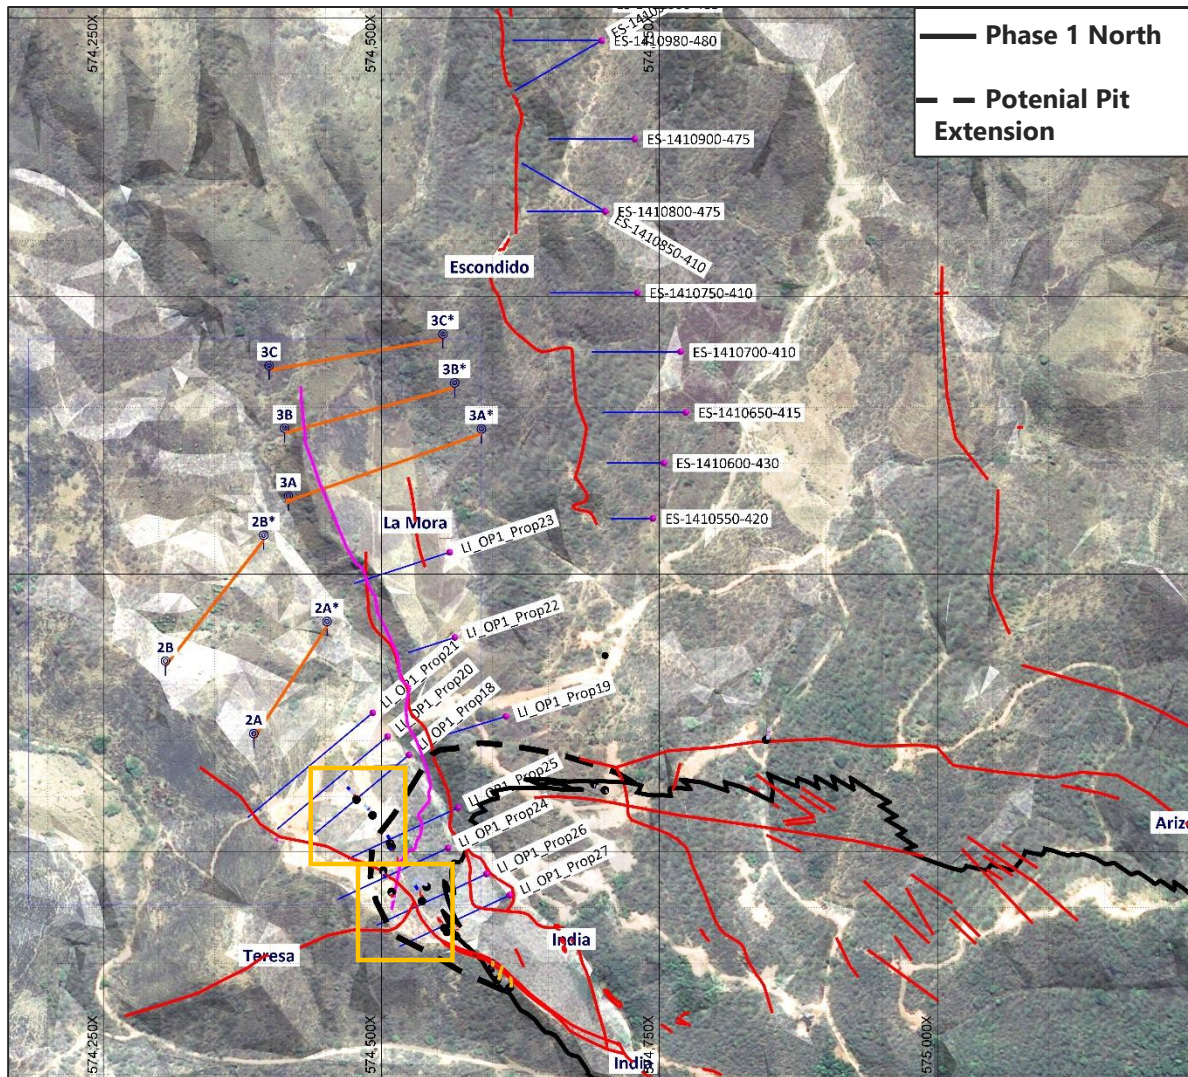 574,250X
574,500X
ES-1410980-480
Phase 1 North
Potenial Pit
Extension
ES-1410900-475
ES-1410800-475
ES-1410850-410
Escondido
ES-1410750-410
3C*
3C
ES-1410700-410
3B*
3B
3A*
ES-1410650-415
ES-1410600-430
3A
2B*
La Mora
ES-1410550-420
LI_OP1_Prop23
2A*
LI_OP1_Prop22
2B
LI_OP1_Prop21
LI_OP1_Prop20
LI_OP1_Prop18
LI_OP1_Prop19
2A
LI_OP1_Prop25
LI_OP1_Prop24
LI_OP1_Prop26
LI_OP1_Prop27
Teresa
India
574,250X
574,500X
574,750X
575,000X
India